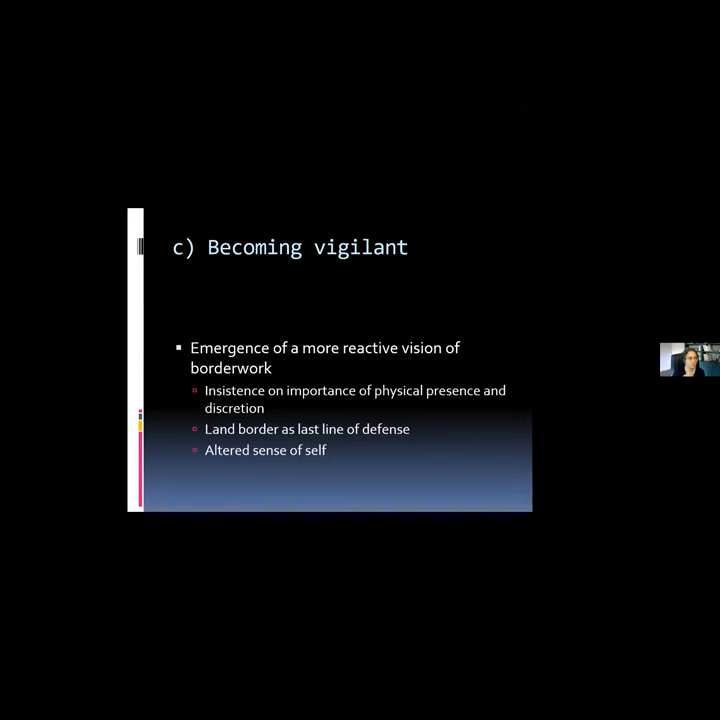 c) Becoming vigilant
Emergence of a more reactive vision of
borderwork
Insistence on importance of physical presence and
discretion
Land border as last line of defense
Altered sense of self